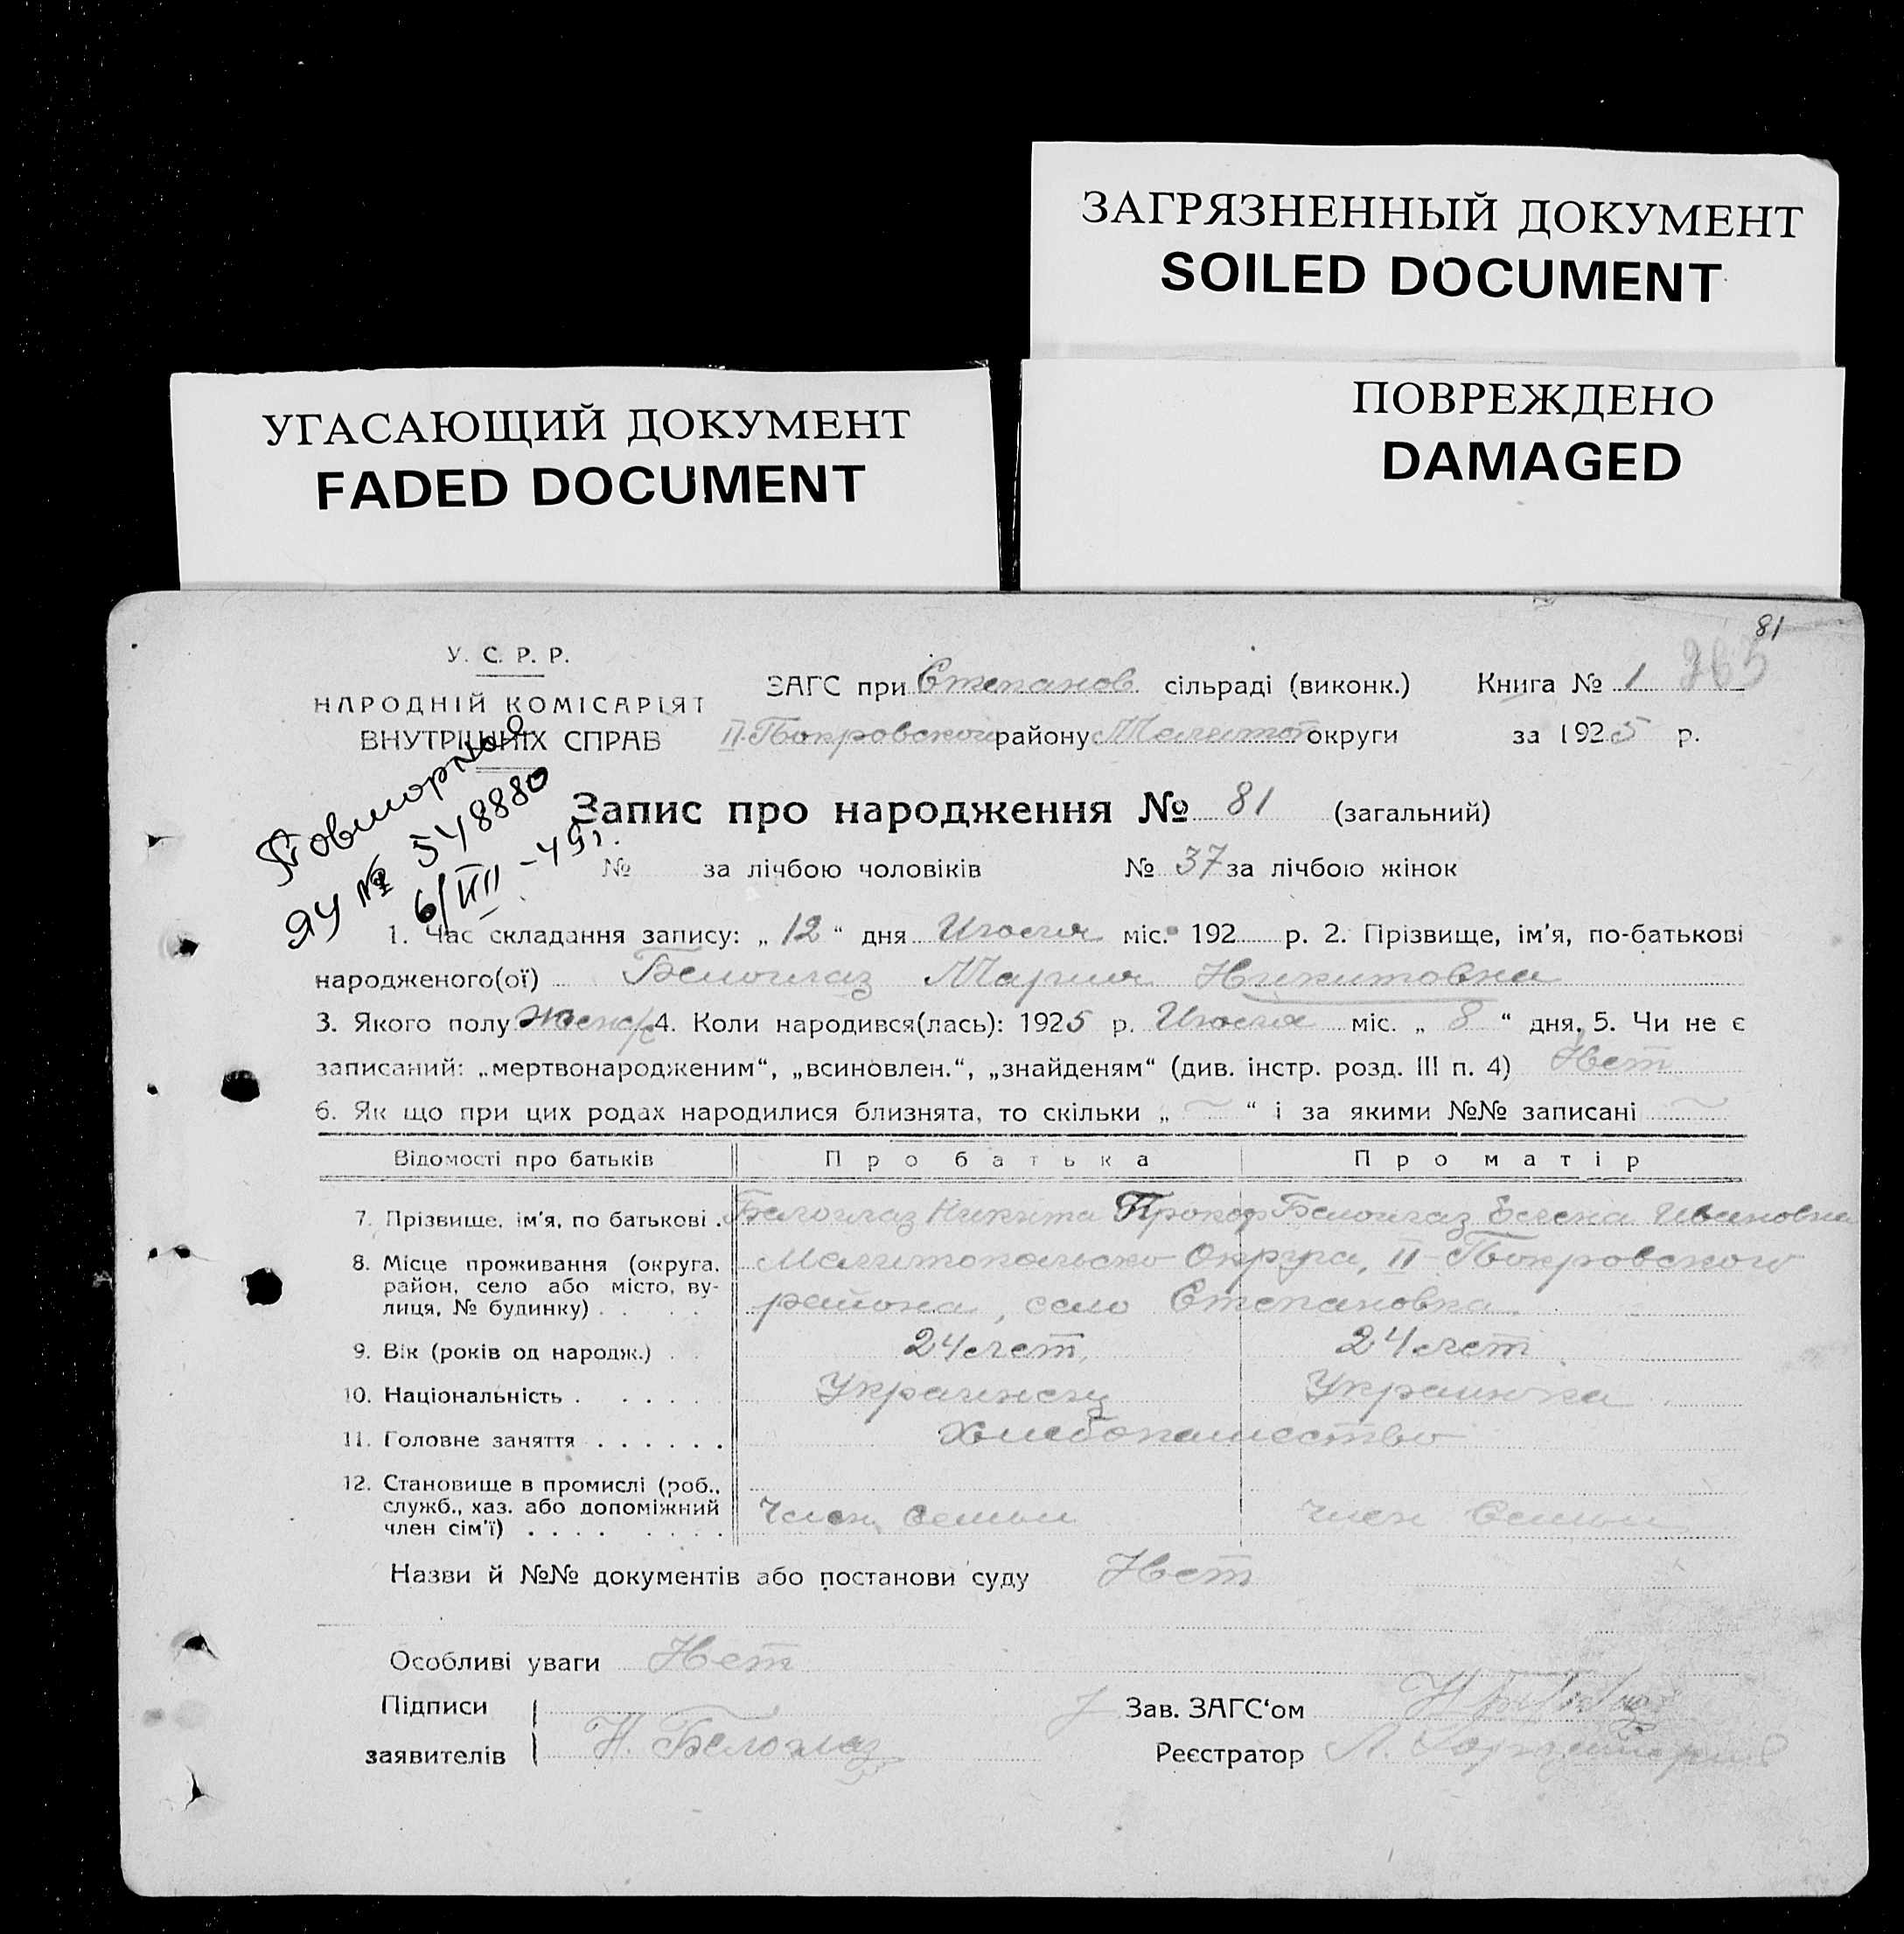 ЗАГРЯЗНЕННЫЙ ДОКУМЕНТ
SOILED DOCUMENT
УГАСАЮЩИЙ ДОКУМЕНТ
FADED DOCUMENT
ПОВРЕЖДЕНО
DAMAGED
81
У. С. Р. Р.
НАРОДНІЙ КОМІСАРІЯТ
ВНУТРІШНІХ СПРАВ
ЗАГС при Степанов сільраді (виконк.) Книга № 1 365
II-Покровского району Мелитоп округи за 1925 р.
Повторное
ЯЧ № 548880
6/VIII-49г.
Запис про народження № 81 (загальний)
№ за лічбою чоловіків № 37 за лічбою жінок
1. Час складання запису: „ 12 “ дня Июля міс. 192 р. 2. Прізвище, ім'я, по-батькові
народженого(ої) Белоглаз Мария Никитовна
3. Якого полу Женск 4. Коли народився(лась): 1925 р. Июля міс. „ 8 “ дня. 5. Чи не є
записаний: „мертвонародженим“, „всиновлен.“, „знайденям“ (див. інстр. розд. III п. 4) Нет
6. Як що при цих родах народилися близнята, то скільки „ ~ “ і за якими №№ записані ~
Відомості про батьків Про батька Про матір
7. Прізвище, ім'я, по батькові . Белоглаз Никита Прокоф Белоглаз Елена Ивановна
8. Місце проживання (округа, Мелитопольско Округа, II-Покровского
район, село або місто, ву-
лиця, № будинку) . . . района, село Степановка.
9. Вік (років од народж.) . . 24 лет, 24 лет
10. Національність . . . . . . Украинец Украинка
11. Головне заняття . . . . . . Хлебопашество
12. Становище в промислі (роб.,
служб., хаз. або допоміжний
член сім'ї) . . . . . . . . Член семьи член семьи
Назви й №№ документів або постанови суду Нет
Особливі уваги Нет
Підписи Зав. ЗАГС‘ом
заявителів Н. Белоглаз Реєстратор